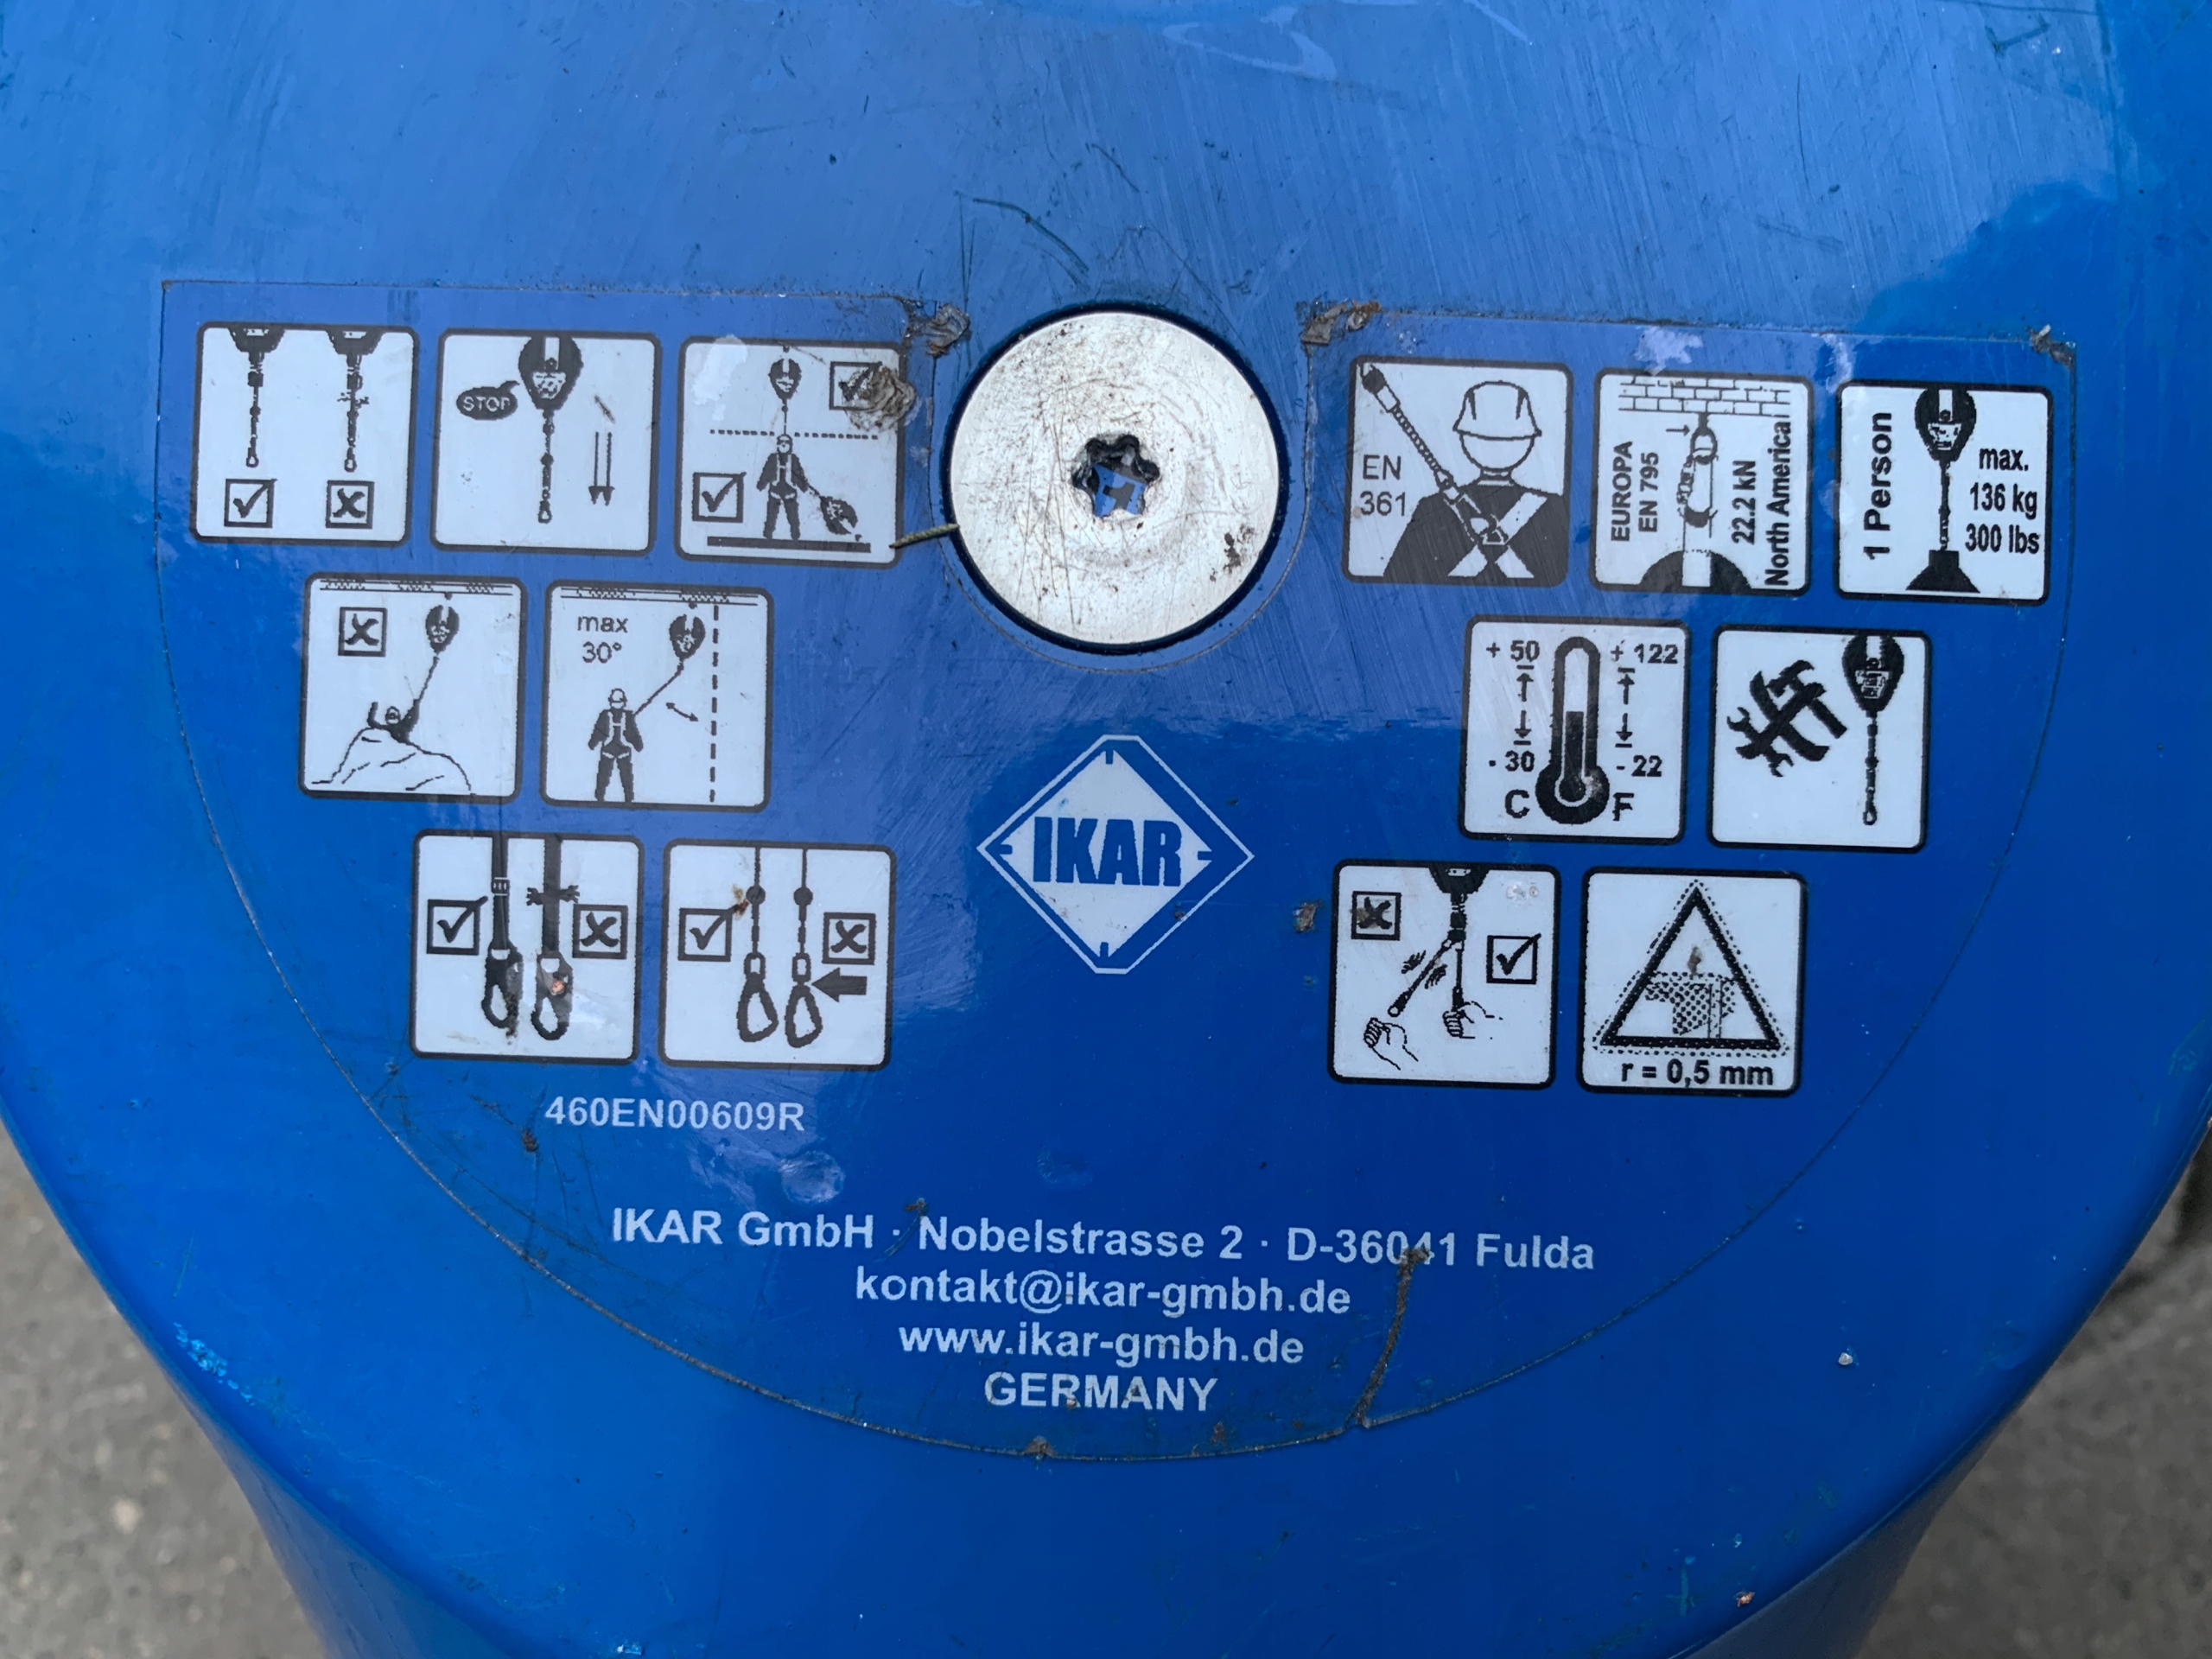 STOP
EN
361
EUROPA
EN 795
22.2 kN
North America
1 Person
max.
136 kg
300 lbs
max
30°
+ 50
+ 122
- 30
- 22
C
F
IKAR
r = 0,5 mm
460EN00609R
IKAR GmbH · Nobelstrasse 2 · D-36041 Fulda
kontakt@ikar-gmbh.de
www.ikar-gmbh.de
GERMANY